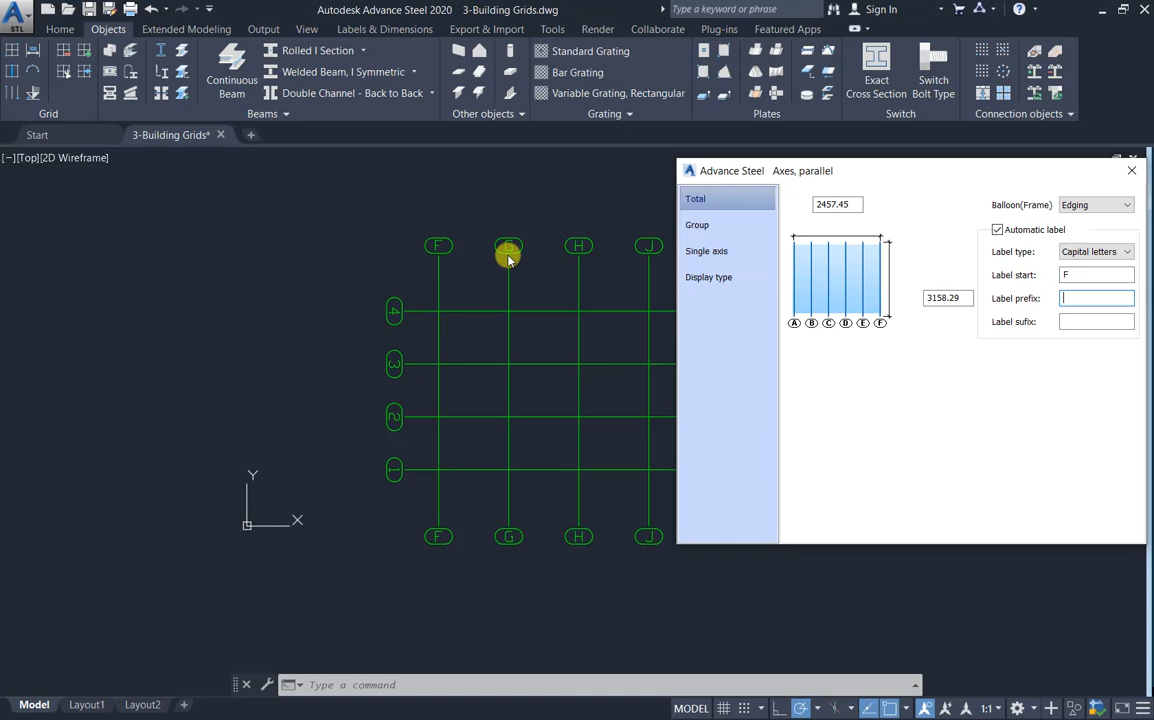 Autodesk Advance Steel 2020 3-Building Grids.dwg
Type a keyword or phrase
Sign In
STL
Home Objects Extended Modeling Output View Labels & Dimensions Export & Import Tools Render Collaborate Plug-ins Featured Apps
Continuous Beam
Rolled I Section
Welded Beam, I Symmetric
Double Channel - Back to Back
Standard Grating
Bar Grating
Variable Grating, Rectangular
Exact Cross Section
Switch Bolt Type
Grid Beams Other objects Grating Plates Switch Connection objects
Start 3-Building Grids*
[−][Top][2D Wireframe]
F G H J
4
3
2
1
F G H J
Y
X
Advance Steel Axes, parallel
Total
Group
Single axis
Display type
2457.45
A B C D E F
3158.29
Balloon(Frame) Edging
Automatic label
Label type: Capital letters
Label start: F
Label prefix:
Label sufix:
Type a command
Model Layout1 Layout2
MODEL 1:1